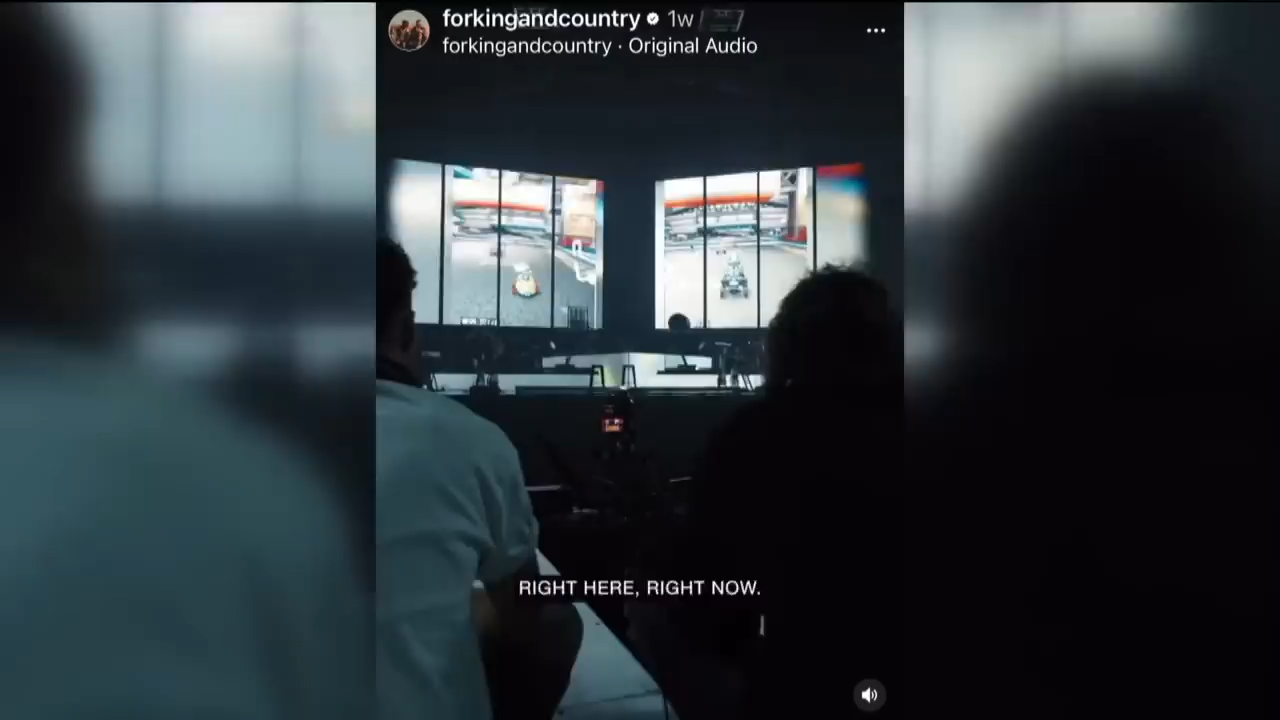 forkingandcountry 1w
forkingandcountry · Original Audio
RIGHT HERE, RIGHT NOW.